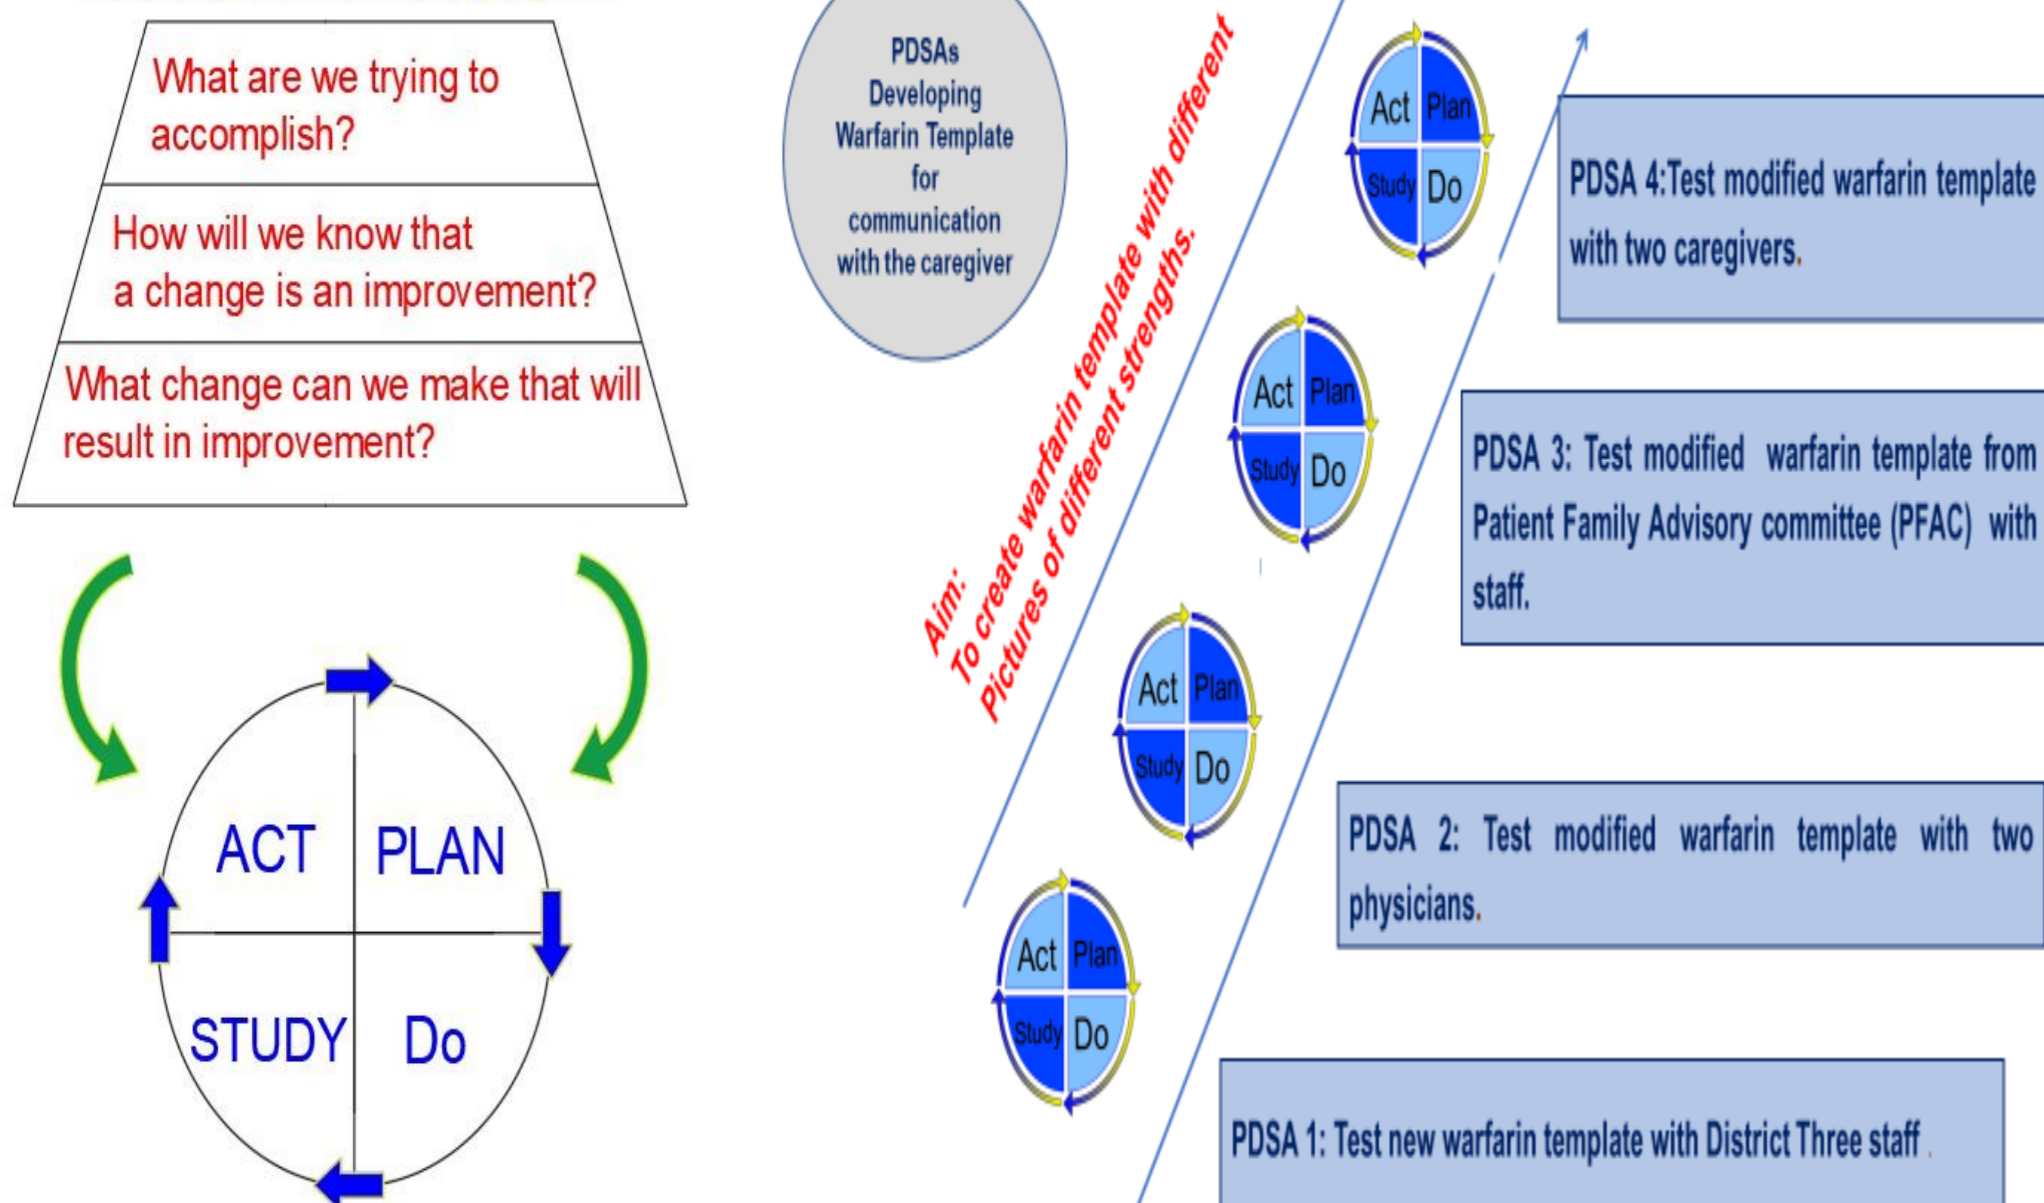 What are we trying to
accomplish?
How will we know that
a change is an improvement?
What change can we make that will
result in improvement?
ACT
PLAN
STUDY
Do
PDSAs
Developing
Warfarin Template
for
communication
with the caregiver
Aim:
To create warfarin template with different
Pictures of different strengths.
Act
Plan
Study
Do
PDSA 4:Test modified warfarin template
with two caregivers.
Act
Plan
Study
Do
PDSA 3: Test modified warfarin template from
Patient Family Advisory committee (PFAC) with
staff.
Act
Plan
Study
Do
PDSA 2: Test modified warfarin template with two
physicians.
Act
Plan
Study
Do
PDSA 1: Test new warfarin template with District Three staff .